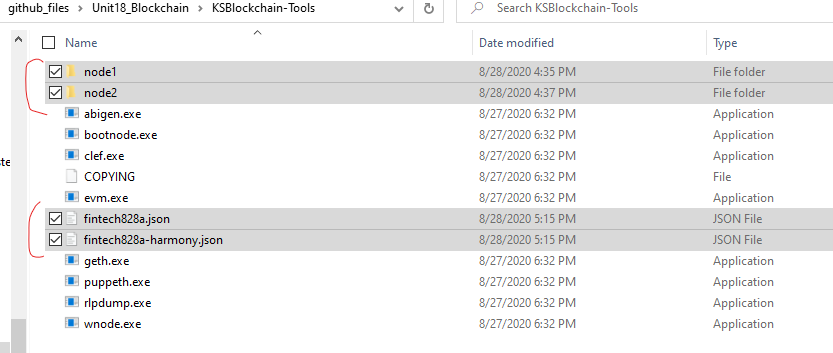 github_files › Unit18_Blockchain › KSBlockchain-Tools
Search KSBlockchain-Tools
Name Date modified Type
node1 8/28/2020 4:35 PM File folder
node2 8/28/2020 4:37 PM File folder
abigen.exe 8/27/2020 6:32 PM Application
bootnode.exe 8/27/2020 6:32 PM Application
clef.exe 8/27/2020 6:32 PM Application
ste
COPYING 8/27/2020 6:32 PM File
evm.exe 8/27/2020 6:32 PM Application
fintech828a.json 8/28/2020 5:15 PM JSON File
fintech828a-harmony.json 8/28/2020 5:15 PM JSON File
geth.exe 8/27/2020 6:32 PM Application
puppeth.exe 8/27/2020 6:32 PM Application
rlpdump.exe 8/27/2020 6:32 PM Application
wnode.exe 8/27/2020 6:32 PM Application